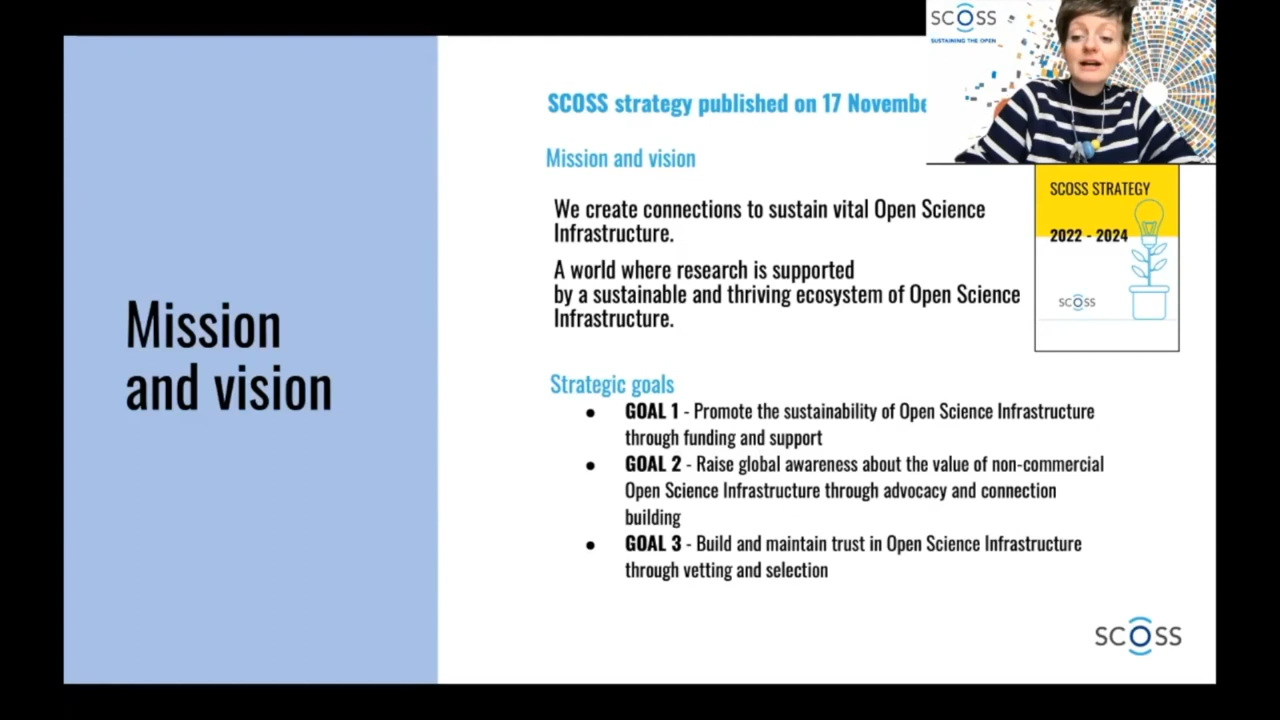 SCOSS
SUSTAINING THE OPEN
SCOSS strategy published on 17
Mission and vision
We create connections to sustain vital Open Science
Infrastructure.
A world where research is supported
by a sustainable and thriving ecosystem of Open Science
Infrastructure.
SCOSS STRATEGY
2022 - 2024
SCOSS
Mission
and vision
Strategic goals
● GOAL 1 - Promote the sustainability of Open Science Infrastructure
through funding and support
● GOAL 2 - Raise global awareness about the value of non-commercial
Open Science Infrastructure through advocacy and connection
building
● GOAL 3 - Build and maintain trust in Open Science Infrastructure
through vetting and selection
SCOSS